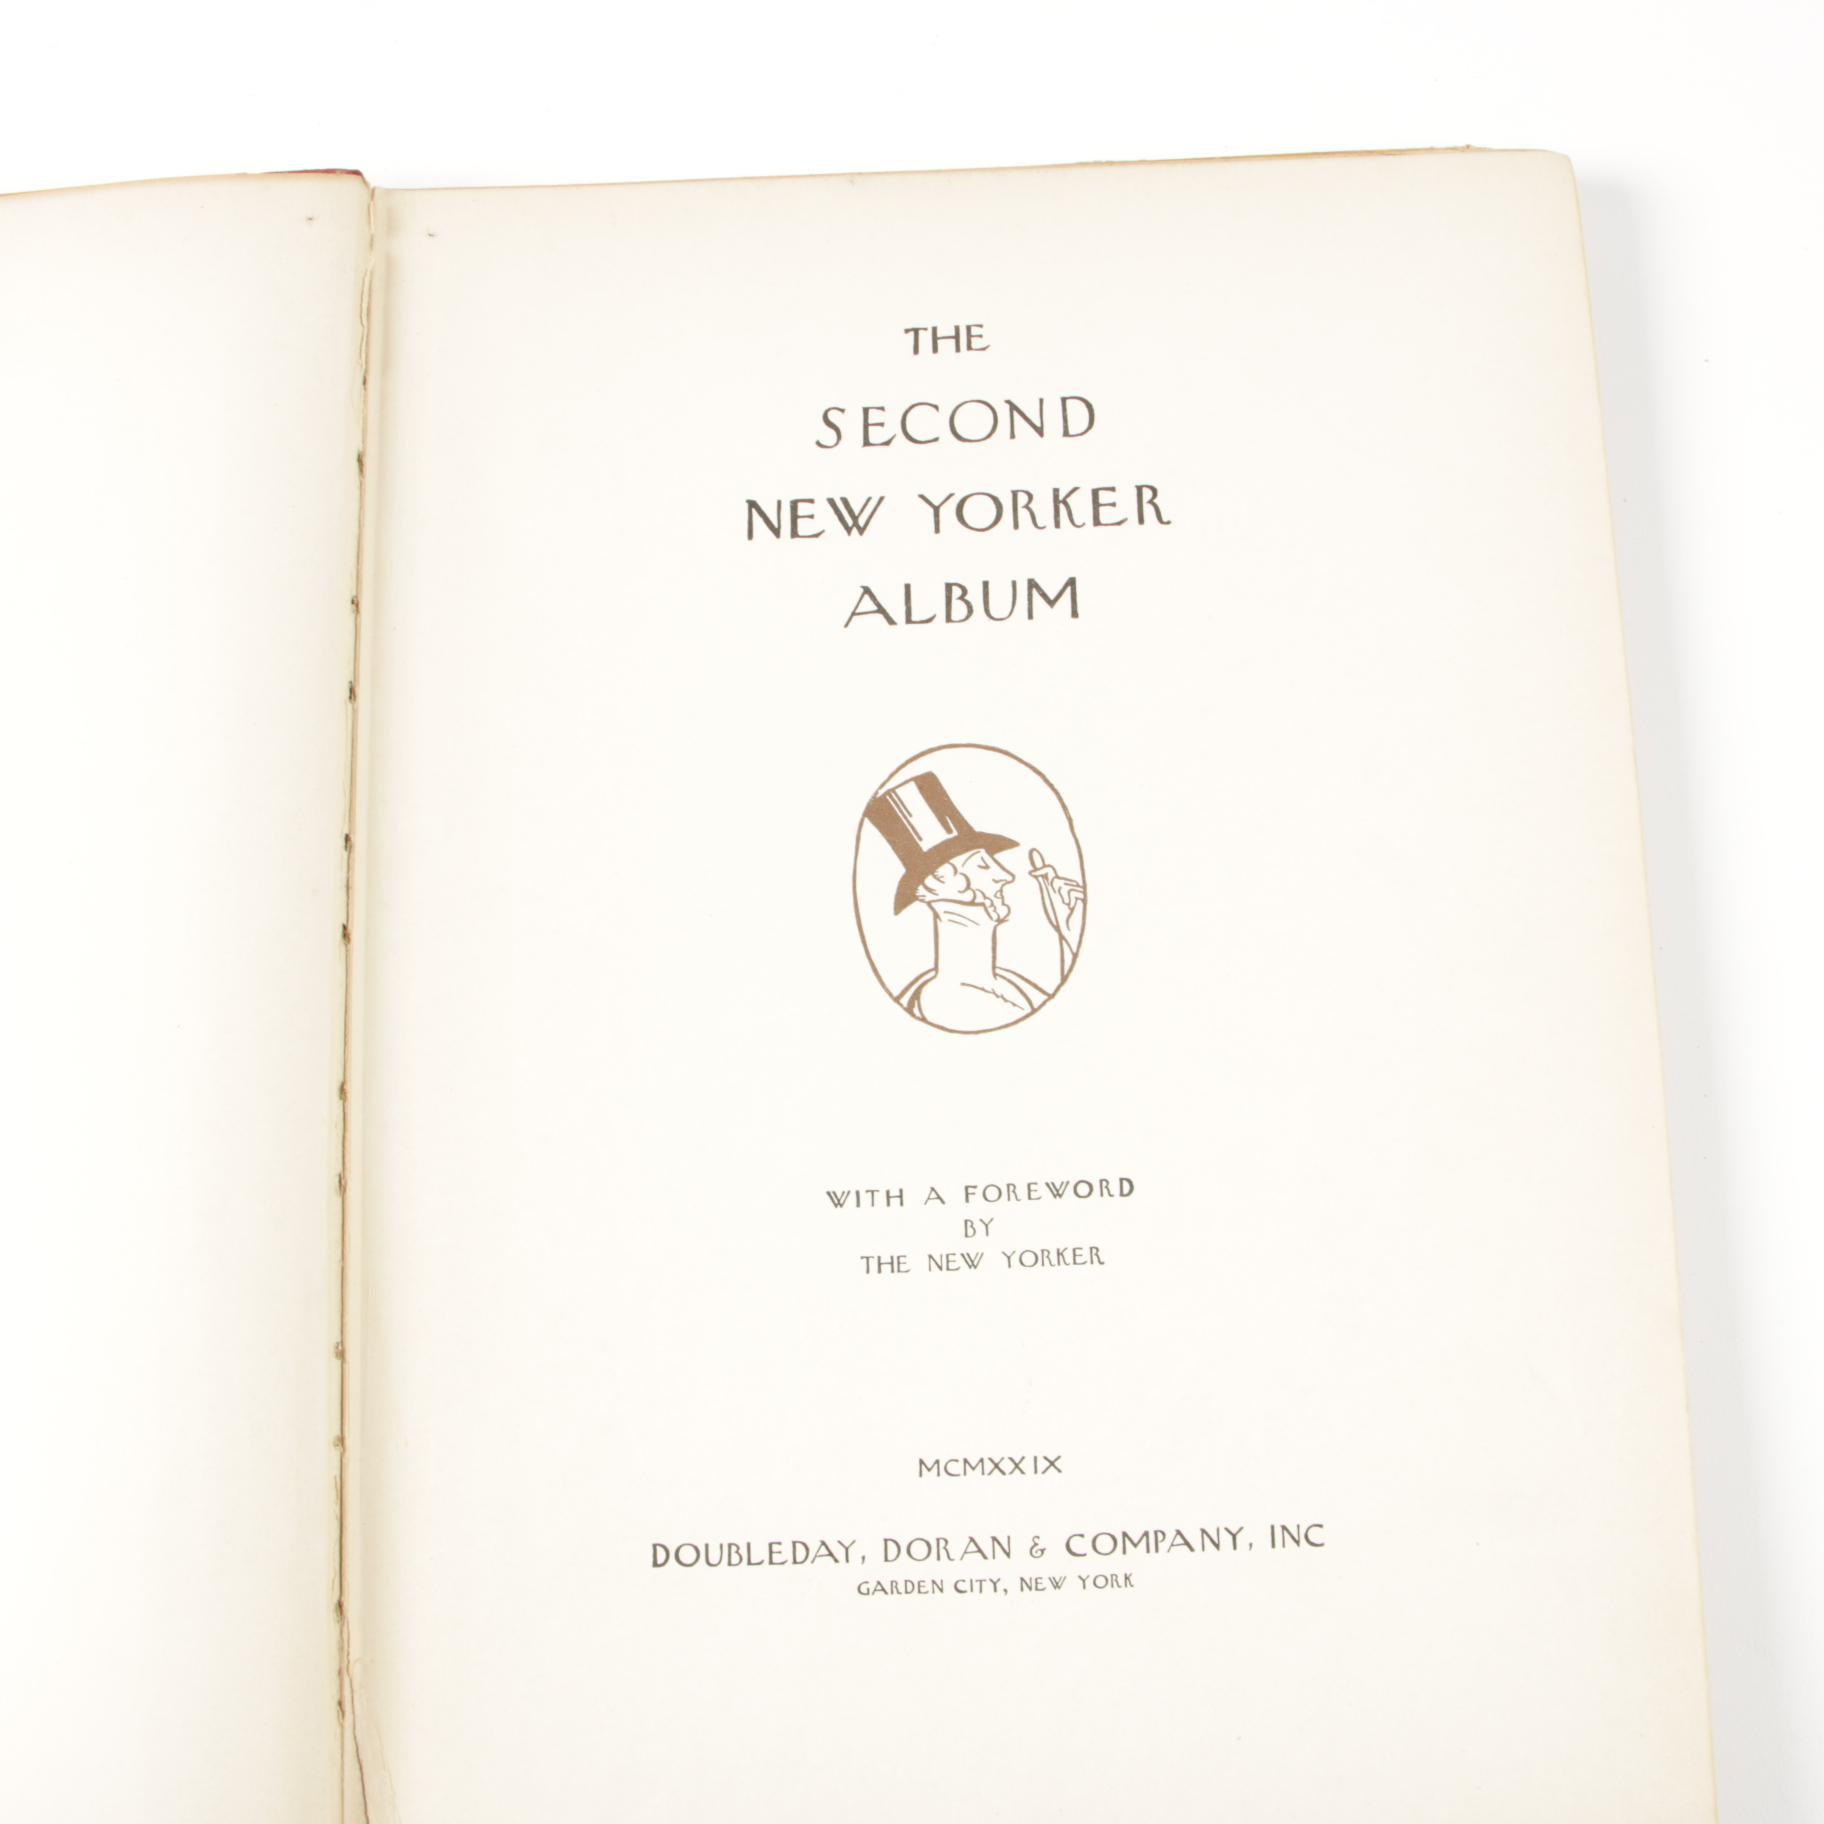 THE
SECOND
NEW YORKER
ALBUM
WITH A FOREWORD
BY
THE NEW YORKER
MCMXXIX
DOUBLEDAY, DORAN & COMPANY, INC
GARDEN CITY, NEW YORK